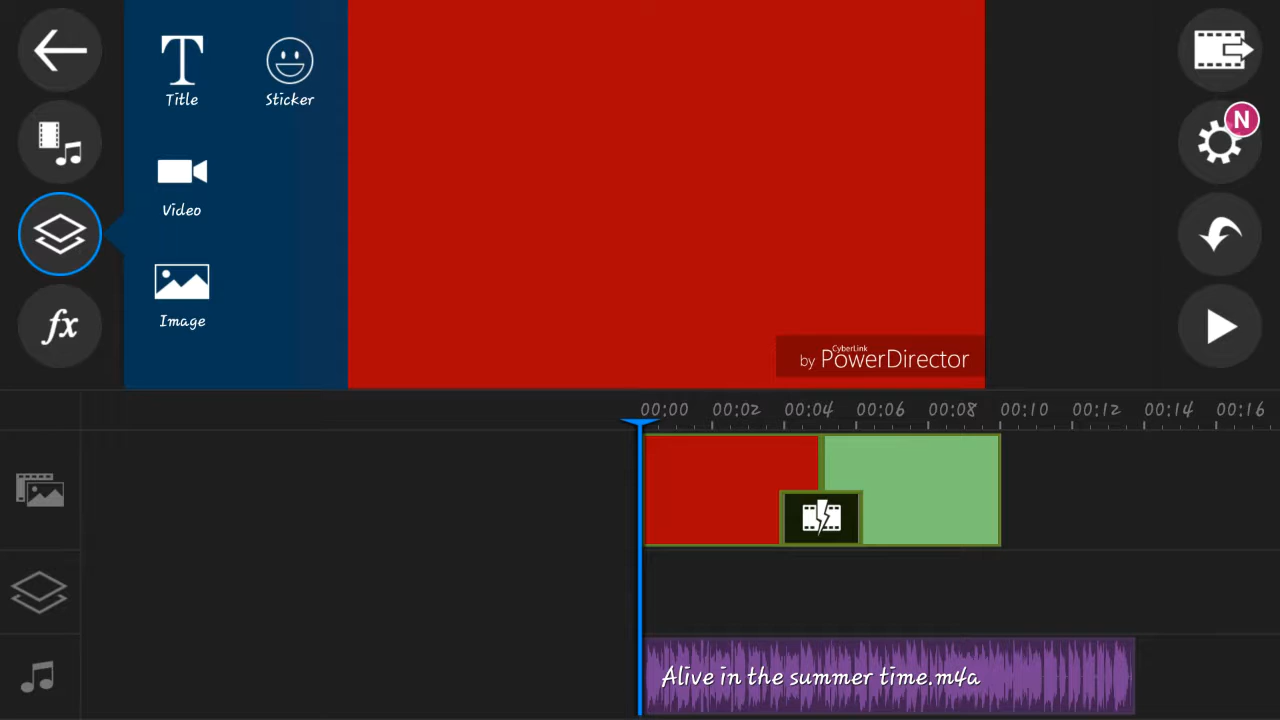 Title
Sticker
Video
Image
fx
N
by CyberLink PowerDirector
00:00 00:02 00:04 00:06 00:08 00:10 00:12 00:14 00:16
Alive in the summer time.m4a